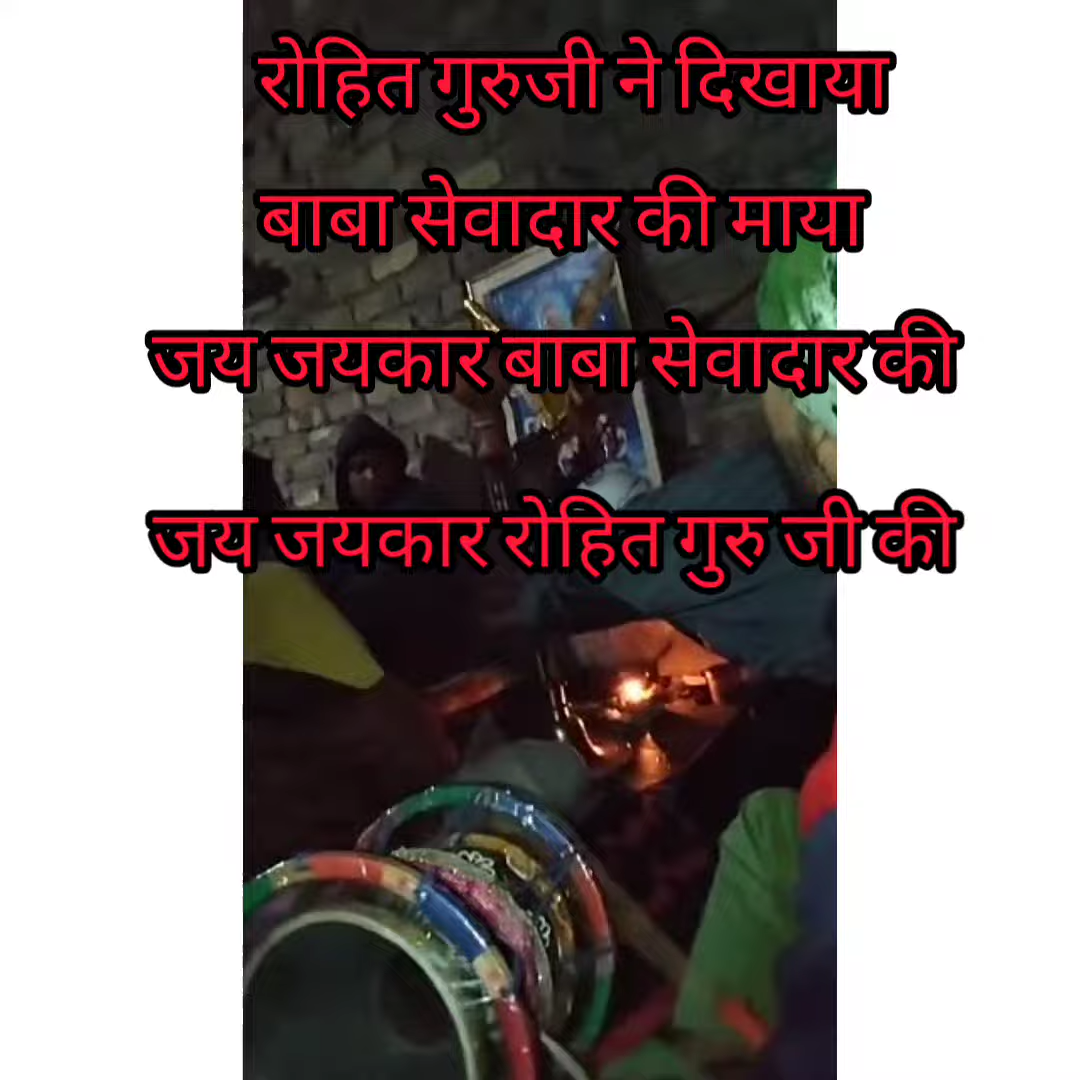 रोहित गुरुजी ने दिखाया
बाबा सेवादार की माया
जय जयकार बाबा सेवादार की
जय जयकार रोहित गुरु जी की